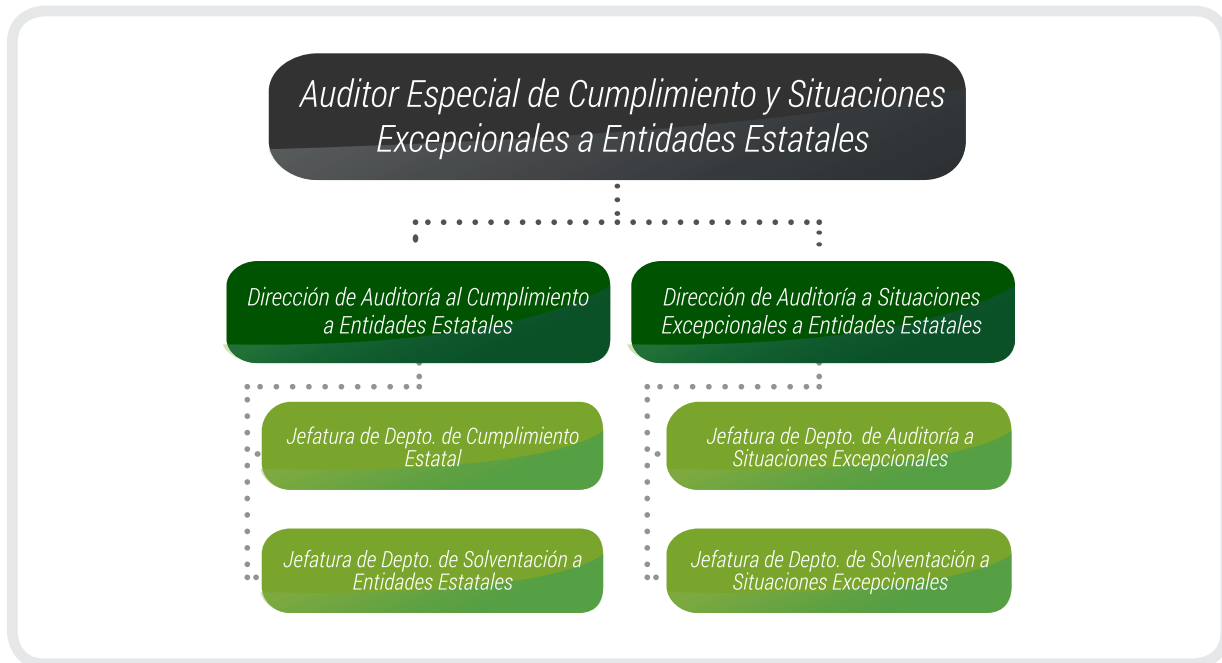 Auditor Especial de Cumplimiento y Situaciones
Excepcionales a Entidades Estatales
Dirección de Auditoría al Cumplimiento
a Entidades Estatales
Dirección de Auditoría a Situaciones
Excepcionales a Entidades Estatales
Jefatura de Depto. de Cumplimiento
Estatal
Jefatura de Depto. de Auditoría a
Situaciones Excepcionales
Jefatura de Depto. de Solventación a
Entidades Estatales
Jefatura de Depto. de Solventación a
Situaciones Excepcionales